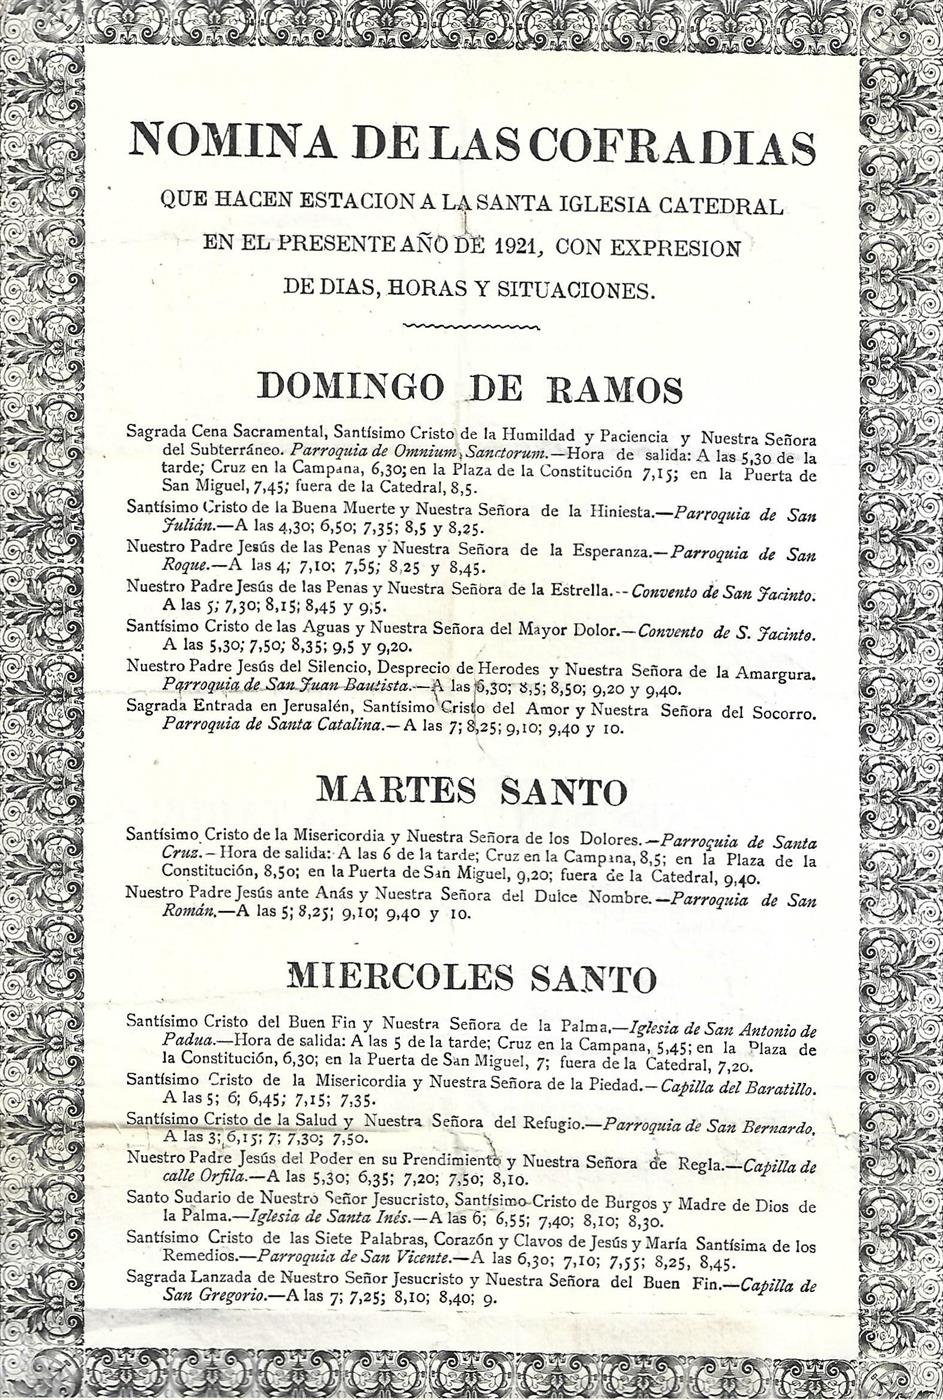 NOMINA DE LAS COFRADIAS
QUE HACEN ESTACION A LA SANTA IGLESIA CATEDRAL
EN EL PRESENTE AÑO DE 1921, CON EXPRESION
DE DIAS, HORAS Y SITUACIONES.
DOMINGO DE RAMOS
Sagrada Cena Sacramental, Santísimo Cristo de la Humildad y Paciencia y Nuestra Señora
del Subterráneo. Parroquia de Omnium Sanctorum.—Hora de salida: A las 5,30 de la
tarde; Cruz en la Campana, 6,30; en la Plaza de la Constitución 7,15; en la Puerta de
San Miguel, 7,45; fuera de la Catedral, 8,5.
Santísimo Cristo de la Buena Muerte y Nuestra Señora de la Hiniesta.—Parroquia de San
Julián.—A las 4,30; 6,50; 7,35; 8,5 y 8,25.
Nuestro Padre Jesús de las Penas y Nuestra Señora de la Esperanza.—Parroquia de San
Roque.—A las 4; 7,10; 7,55; 8,25 y 8,45.
Nuestro Padre Jesús de las Penas y Nuestra Señora de la Estrella.--Convento de San Jacinto.
A las 5; 7,30; 8,15; 8,45 y 9,5.
Santísimo Cristo de las Aguas y Nuestra Señora del Mayor Dolor.—Convento de S. Jacinto.
A las 5,30; 7,50; 8,35; 9,5 y 9,20.
Nuestro Padre Jesús del Silencio, Desprecio de Herodes y Nuestra Señora de la Amargura.
Parroquia de San Juan Bautista.—A las 6,30; 8,5; 8,50; 9,20 y 9,40.
Sagrada Entrada en Jerusalén, Santísimo Cristo del Amor y Nuestra Señora del Socorro.
Parroquia de Santa Catalina.—A las 7; 8,25; 9,10; 9,40 y 10.
MARTES SANTO
Santísimo Cristo de la Misericordia y Nuestra Señora de los Dolores.—Parroquia de Santa
Cruz.—Hora de salida: A las 6 de la tarde; Cruz en la Campana, 8,5; en la Plaza de la
Constitución, 8,50; en la Puerta de San Miguel, 9,20; fuera de la Catedral, 9,40.
Nuestro Padre Jesús ante Anás y Nuestra Señora del Dulce Nombre.—Parroquia de San
Román.—A las 5; 8,25; 9,10; 9,40 y 10.
MIERCOLES SANTO
Santísimo Cristo del Buen Fin y Nuestra Señora de la Palma.—Iglesia de San Antonio de
Padua.—Hora de salida: A las 5 de la tarde; Cruz en la Campana, 5,45; en la Plaza de
la Constitución, 6,30; en la Puerta de San Miguel, 7; fuera de la Catedral, 7,20.
Santísimo Cristo de la Misericordia y Nuestra Señora de la Piedad.—Capilla del Baratillo.
A las 5; 6; 6,45; 7,15; 7,35.
Santísimo Cristo de la Salud y Nuestra Señora del Refugio.—Parroquia de San Bernardo.
A las 3; 6,15; 7; 7,30; 7,50.
Nuestro Padre Jesús del Poder en su Prendimiento y Nuestra Señora de Regla.—Capilla de
calle Orfila.—A las 5,30; 6,35; 7,20; 7,50; 8,10.
Santo Sudario de Nuestro Señor Jesucristo, Santísimo Cristo de Burgos y Madre de Dios de
la Palma.—Iglesia de Santa Inés.—A las 6; 6,55; 7,40; 8,10; 8,30.
Santísimo Cristo de las Siete Palabras, Corazón y Clavos de Jesús y María Santísima de los
Remedios.—Parroquia de San Vicente.—A las 6,30; 7,10; 7,55; 8,25, 8,45.
Sagrada Lanzada de Nuestro Señor Jesucristo y Nuestra Señora del Buen Fin.—Capilla de
San Gregorio.—A las 7; 7,25; 8,10; 8,40; 9.